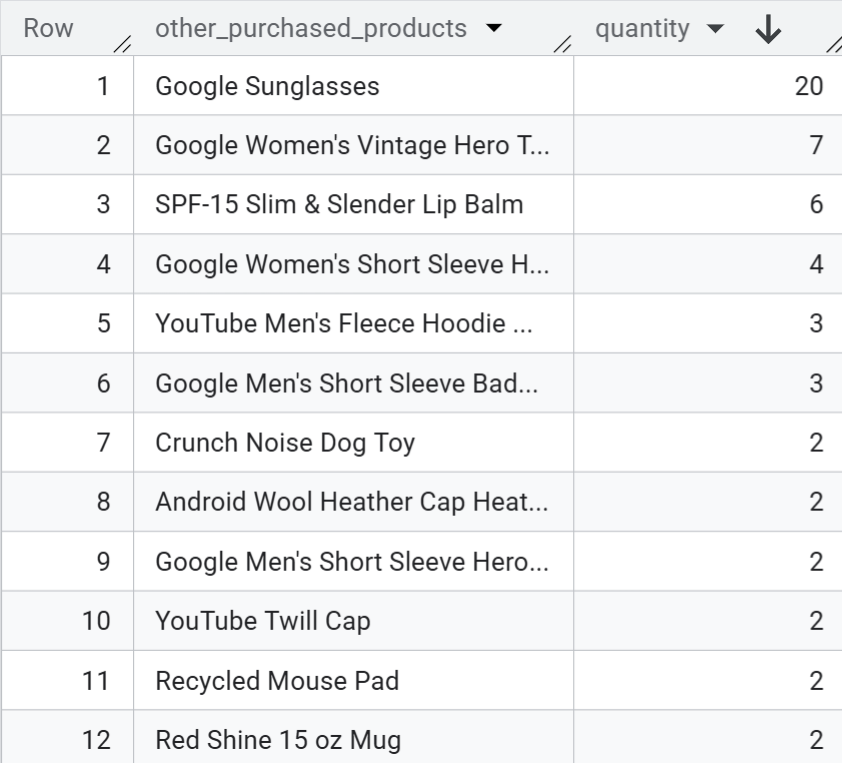 Row other_purchased_products quantity
1 Google Sunglasses 20
2 Google Women's Vintage Hero T... 7
3 SPF-15 Slim & Slender Lip Balm 6
4 Google Women's Short Sleeve H... 4
5 YouTube Men's Fleece Hoodie ... 3
6 Google Men's Short Sleeve Bad... 3
7 Crunch Noise Dog Toy 2
8 Android Wool Heather Cap Heat... 2
9 Google Men's Short Sleeve Hero... 2
10 YouTube Twill Cap 2
11 Recycled Mouse Pad 2
12 Red Shine 15 oz Mug 2